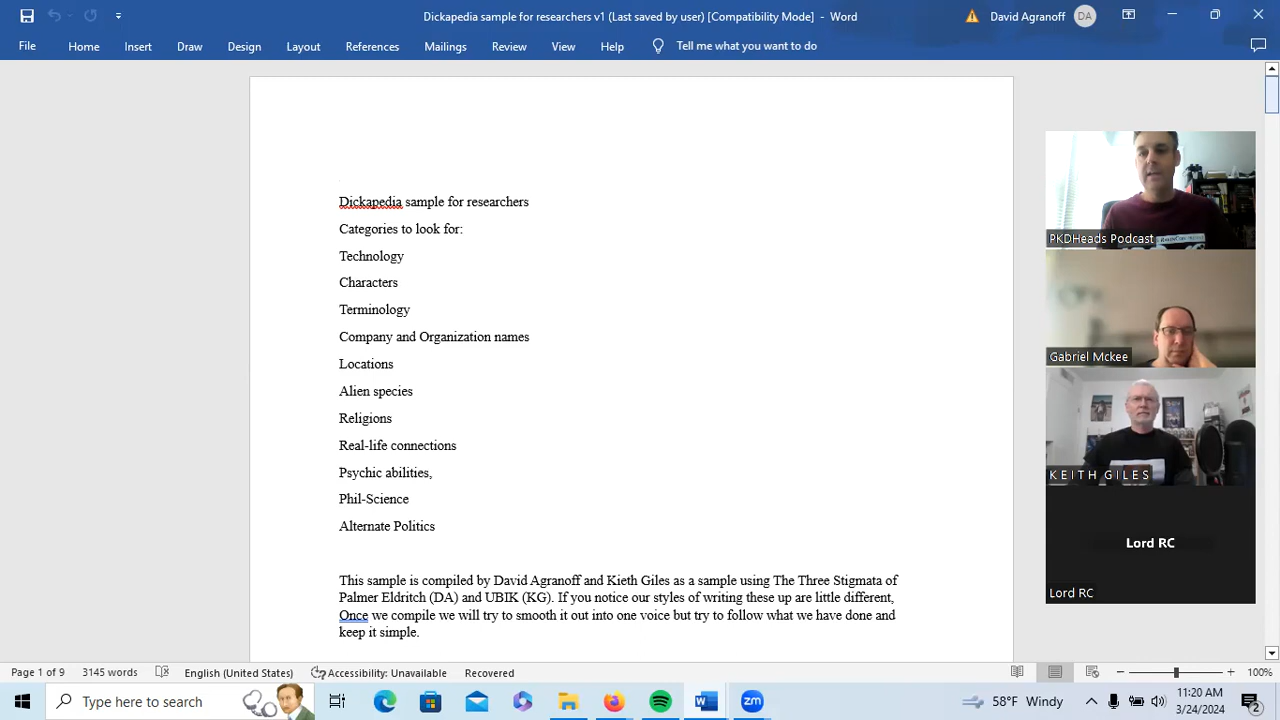 Dickapedia sample for researchers v1 (Last saved by user) [Compatibility Mode] - Word
David Agranoff
DA
File Home Insert Draw Design Layout References Mailings Review View Help Tell me what you want to do
Dickapedia sample for researchers
Categories to look for:
Technology
Characters
Terminology
Company and Organization names
Locations
Alien species
Religions
Real-life connections
Psychic abilities,
Phil-Science
Alternate Politics
This sample is compiled by David Agranoff and Kieth Giles as a sample using The Three Stigmata of
Palmer Eldritch (DA) and UBIK (KG). If you notice our styles of writing these up are little different,
Once we compile we will try to smooth it out into one voice but try to follow what we have done and
keep it simple.
PKDHeads Podcast
Gabriel Mckee
KEITH GILES
Lord RC
Lord RC
Page 1 of 9 3145 words English (United States) Accessibility: Unavailable Recovered 100%
Type here to search
58°F Windy
11:20 AM
3/24/2024
2